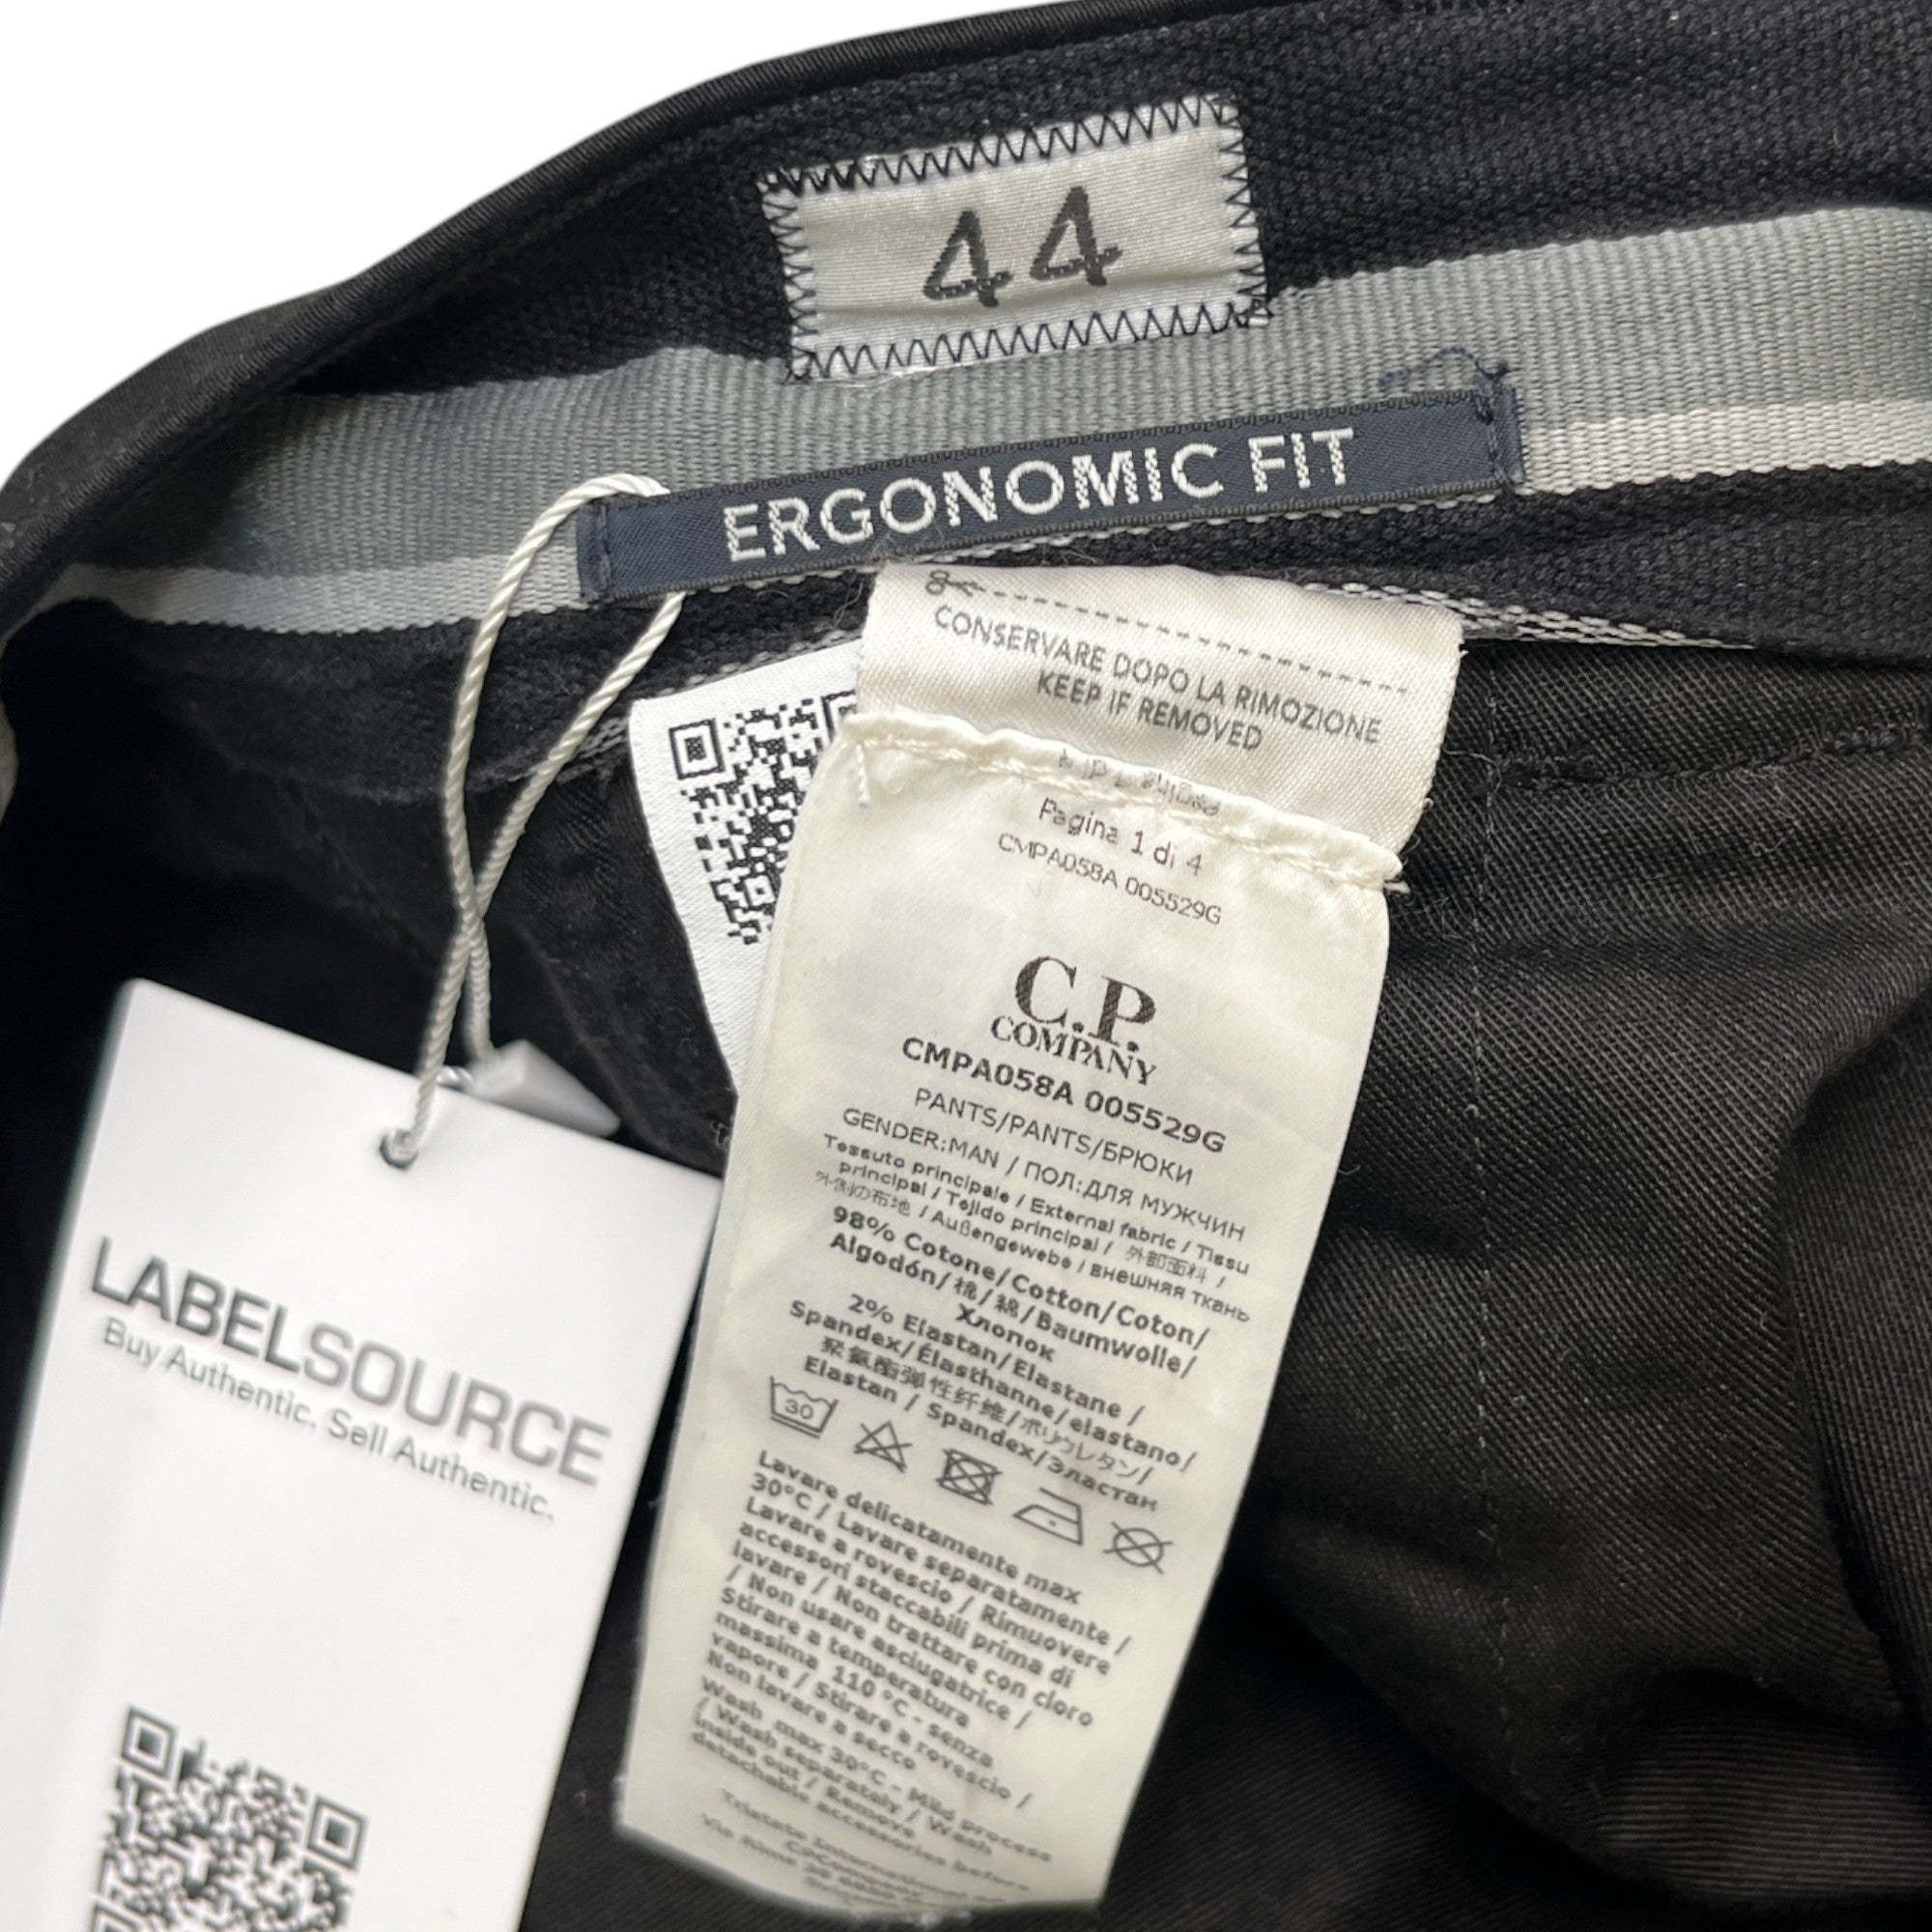 44
ERGONOMIC FIT
CONSERVARE DOPO LA RIMOZIONE
KEEP IF REMOVED
Pagina 1 di 4
CMPA058A 005529G
C.P.
COMPANY
CMPA058A 005529G
PANTS/PANTS/БРЮКИ
GENDER:MAN / ПОЛ:ДЛЯ МУЖЧИН
Tessuto principale / External fabric / Tissu
principal / Tejido principal / 外部面料 /
外側の布地 / Außengewebe / внешняя ткань
98% Cotone/Cotton/Coton/
Algodón/棉/綿/Baumwolle/
Хлопок
2% Elastan/Elastane /
Spandex/Élasthanne/elastano/
聚氨酯弹性纤维/ポリウレタン/
Elastan / Spandex/Эластан
30
Lavare delicatamente max
30°C / Lavare separatamente /
Lavare a rovescio / Rimuovere
accessori staccabili prima di
lavare / Non trattare con cloro
/ Non usare asciugatrice /
Stirare a temperatura
massima 110 °C - senza
vapore / Stirare a rovescio /
Non lavare a secco
Wash max 30°C - Mild process
/ Wash separately / Wash
inside out / Remove
detachable accessories before
LABELSOURCE
Buy Authentic. Sell Authentic.